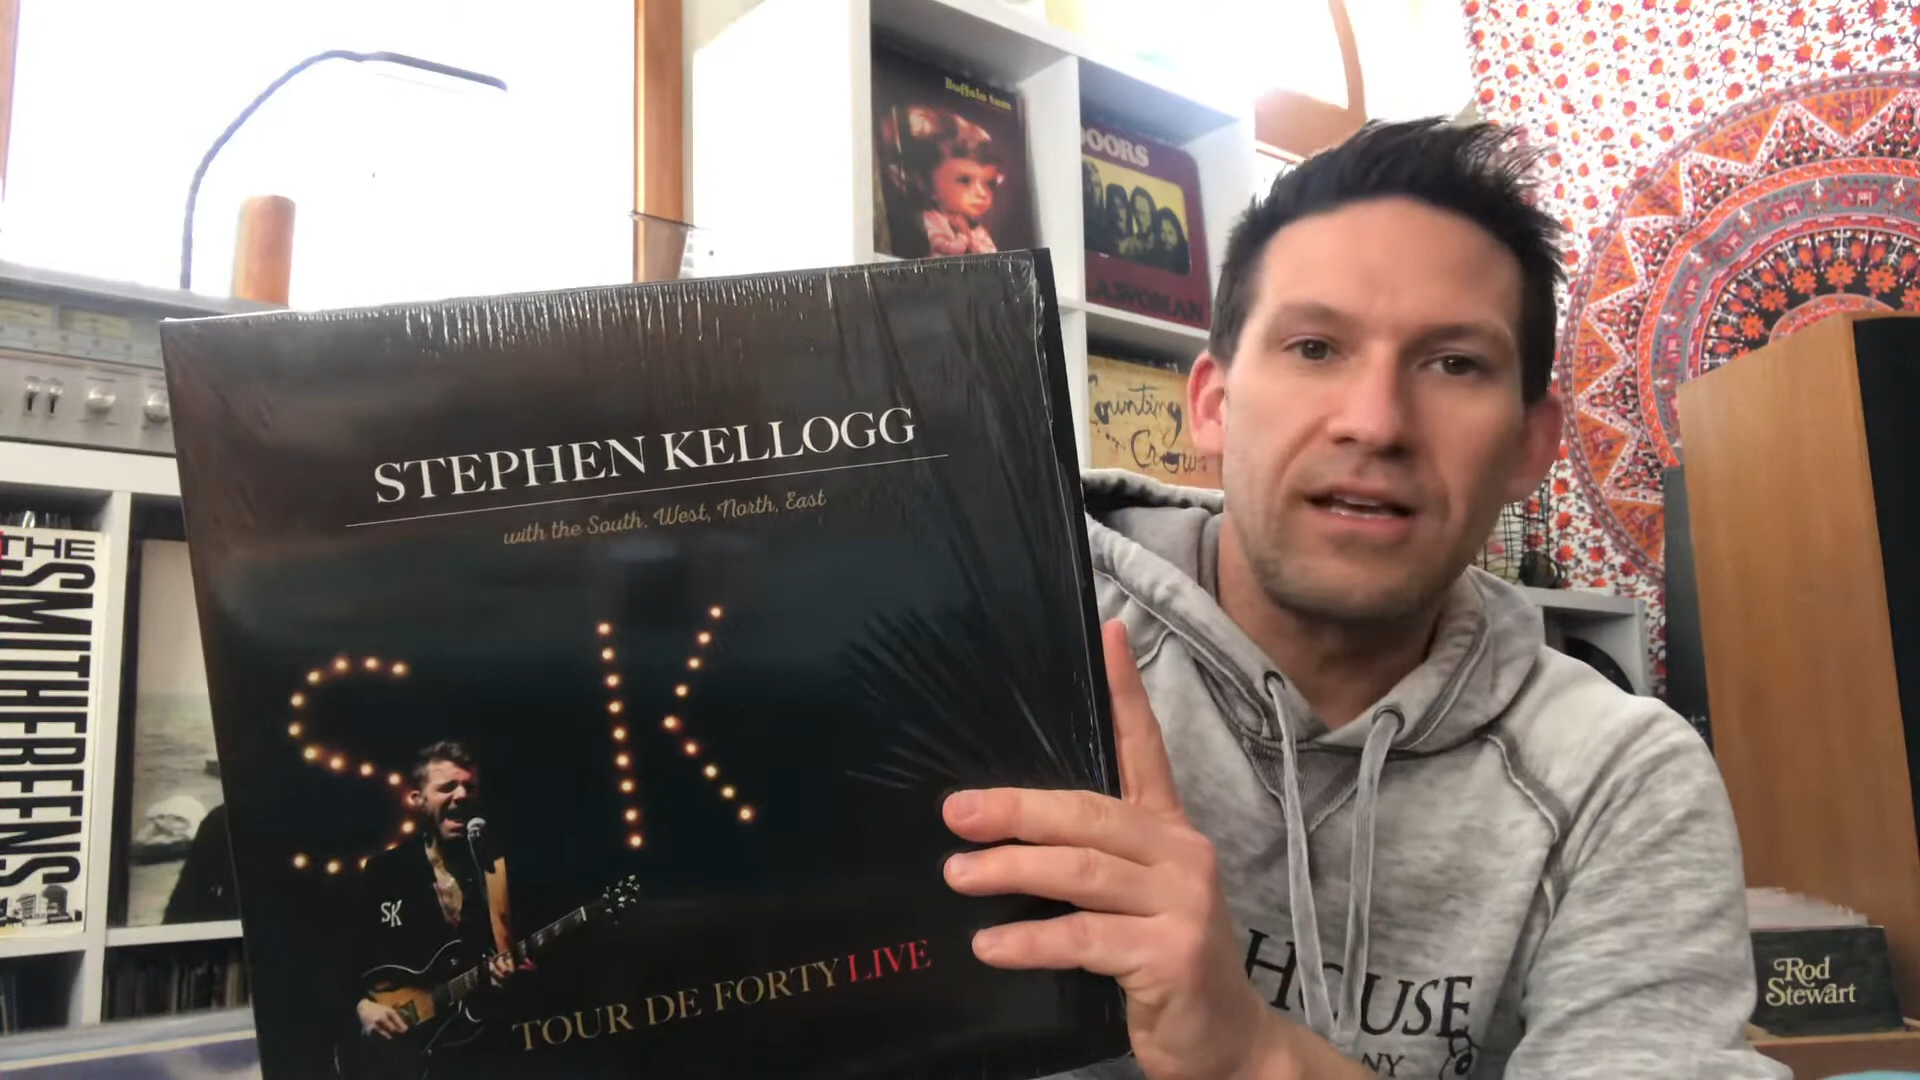 Buffalo tom
DOORS
L.A. WOMAN
Counting
Crows
STEPHEN KELLOGG
with the South, West, North, East
SK
SK
TOUR DE FORTY LIVE
THE
SMITHEREENS
HOUSE
NY
Rod
Stewart